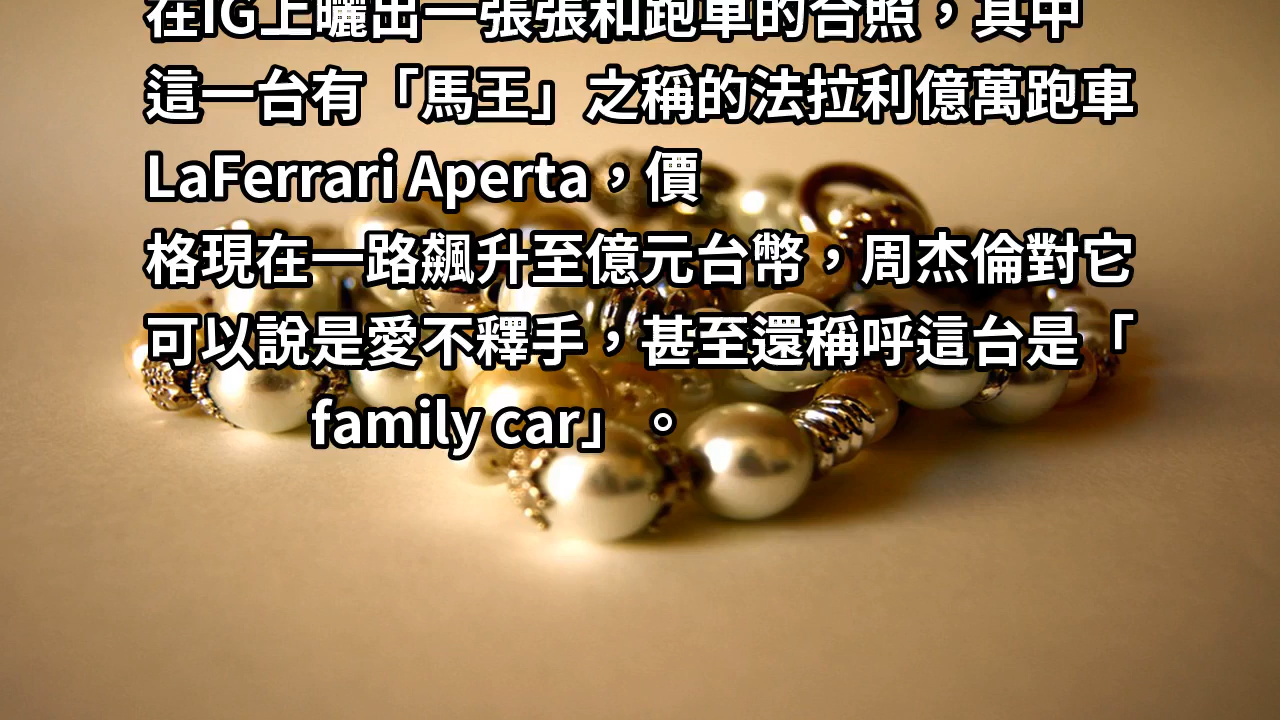 在IG上曬出一張張和跑車的合照，其中
這一台有「馬王」之稱的法拉利億萬跑車
LaFerrari Aperta，價
格現在一路飆升至億元台幣，周杰倫對它
可以說是愛不釋手，甚至還稱呼這台是「
family car」。